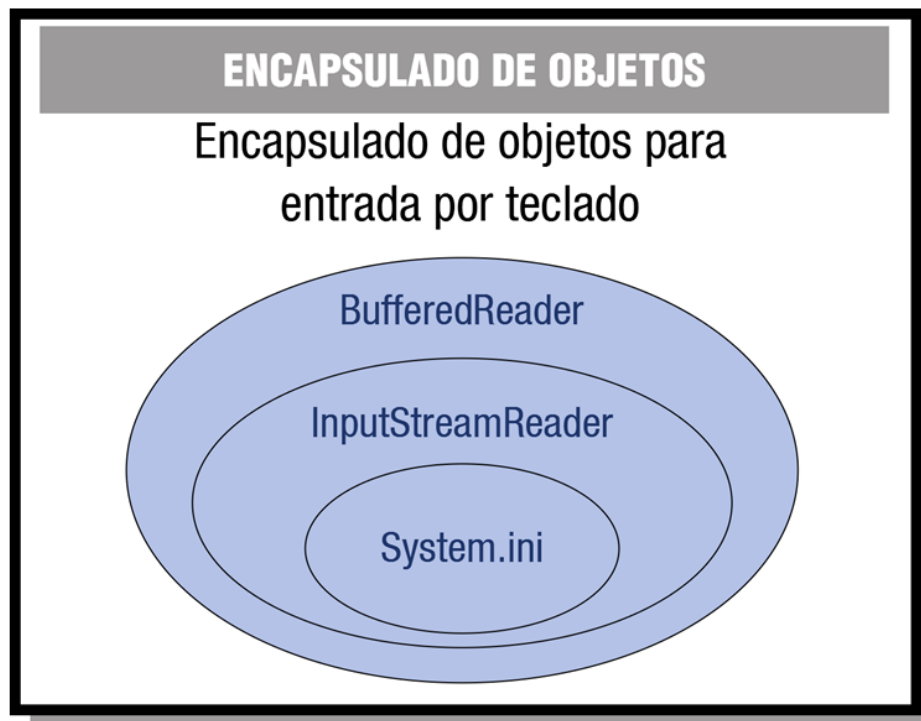 ENCAPSULADO DE OBJETOS
Encapsulado de objetos para
entrada por teclado
BufferedReader
InputStreamReader
System.ini